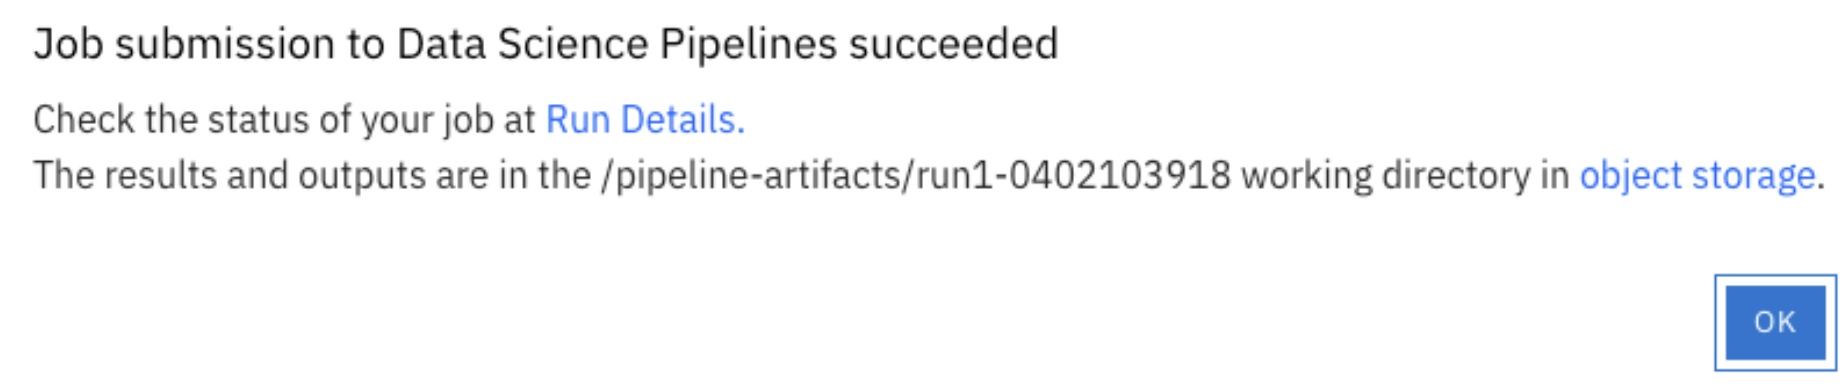 Job submission to Data Science Pipelines succeeded
Check the status of your job at Run Details.
The results and outputs are in the /pipeline-artifacts/run1-0402103918 working directory in object storage.
OK